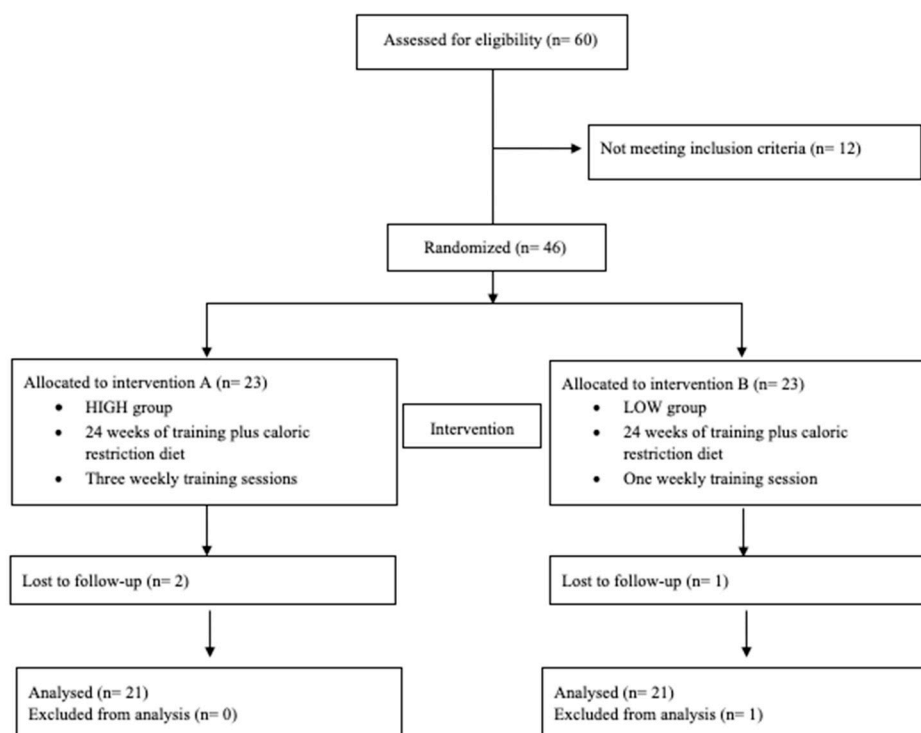 Assessed for eligibility (n= 60)
Not meeting inclusion criteria (n= 12)
Randomized (n= 46)
Allocated to intervention A (n= 23)
• HIGH group
• 24 weeks of training plus caloric
restriction diet
• Three weekly training sessions
Intervention
Allocated to intervention B (n= 23)
• LOW group
• 24 weeks of training plus caloric
restriction diet
• One weekly training session
Lost to follow-up (n= 2)
Lost to follow-up (n= 1)
Analysed (n= 21)
Excluded from analysis (n= 0)
Analysed (n= 21)
Excluded from analysis (n= 1)